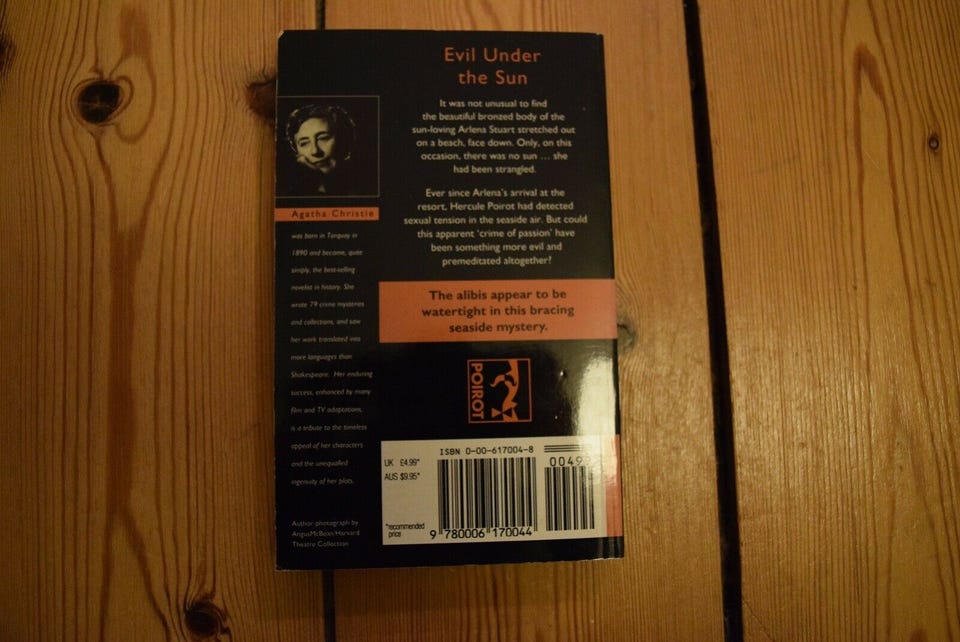 Evil Under
the Sun
It was not unusual to find
the beautiful bronzed body of the
sun-loving Arlena Stuart stretched out
on a beach, face down. Only, on this
occasion, there was no sun ... she
had been strangled.
Ever since Arlena's arrival at the
resort, Hercule Poirot had detected
sexual tension in the seaside air. But could
this apparent 'crime of passion' have
been something more evil and
premeditated altogether?
The alibis appear to be
watertight in this bracing
seaside mystery.
Agatha Christie
was born in Torquay in
1890 and became, quite
simply, the best-selling
novelist in history. She
wrote 79 crime mysteries
and collections, and saw
her work translated into
more languages than
Shakespeare. Her enduring
success, enhanced by many
film and TV adaptations,
is a tribute to the timeless
appeal of her characters
and the unequalled
ingenuity of her plots.
Author photograph by
Angus McBean/Harvard
Theatre Collection
POIROT
ISBN 0-00-617004-8
UK £4.99*
AUS $9.95*
*recommended
price
9 780006 170044